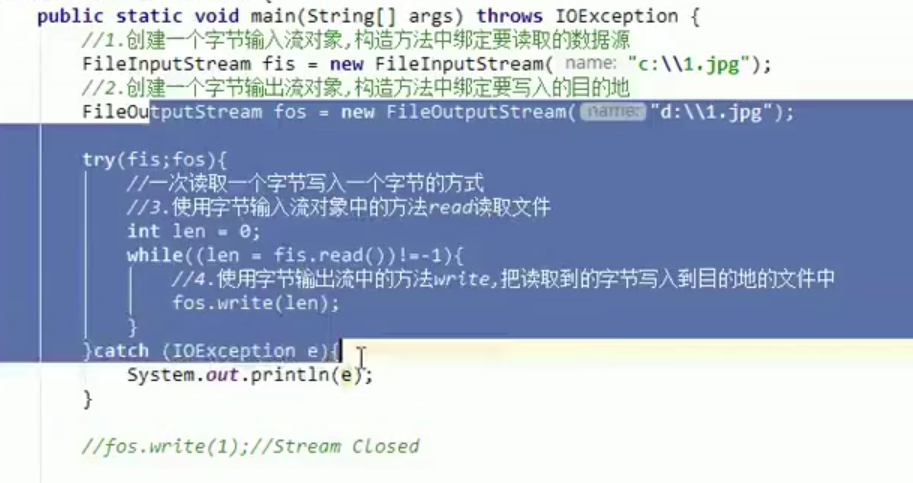 public static void main(String[] args) throws IOException {
//1.创建一个字节输入流对象,构造方法中绑定要读取的数据源
FileInputStream fis = new FileInputStream( name: "c:\\1.jpg");
//2.创建一个字节输出流对象,构造方法中绑定要写入的目的地
FileOutputStream fos = new FileOutputStream( name: "d:\\1.jpg");
try(fis;fos){
//一次读取一个字节写入一个字节的方式
//3.使用字节输入流对象中的方法read读取文件
int len = 0;
while((len = fis.read())!=-1){
//4.使用字节输出流中的方法write,把读取到的字节写入到目的地的文件中
fos.write(len);
}
}catch (IOException e){
System.out.println(e);
}
//fos.write(1);//Stream Closed